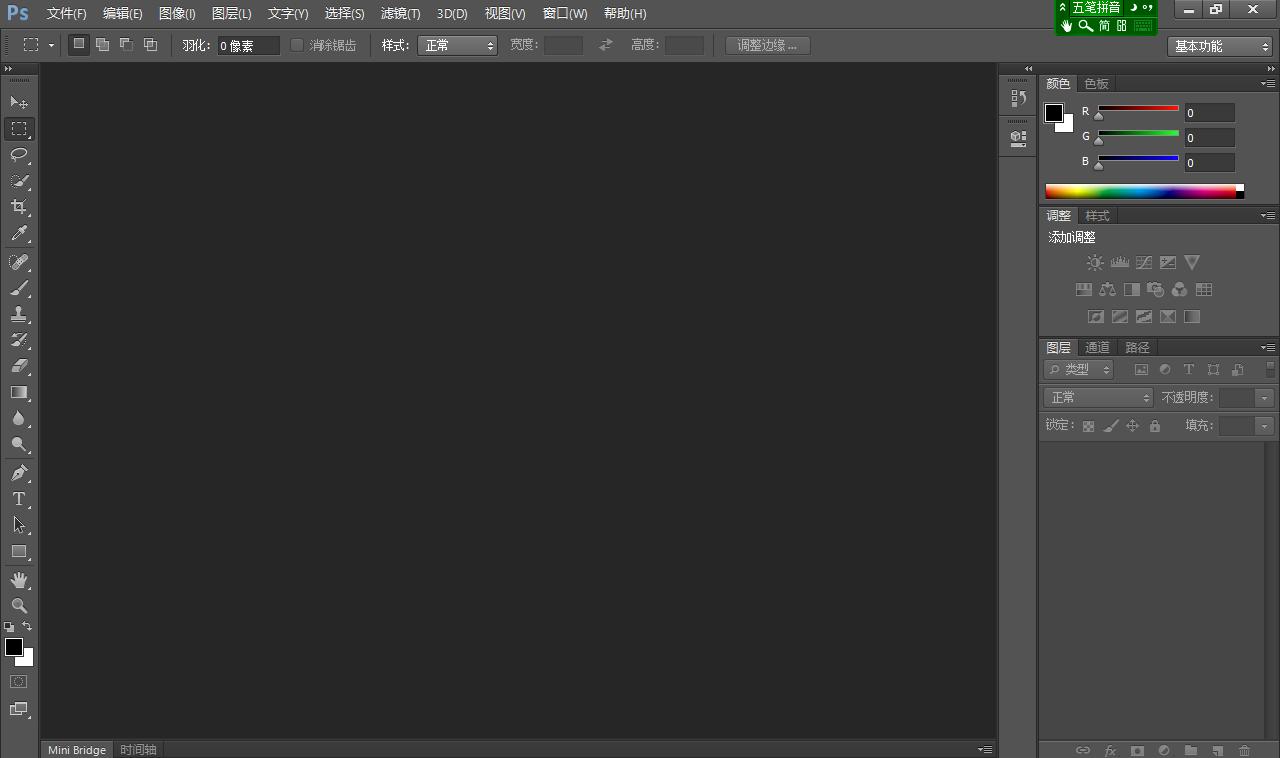 Ps 文件(F) 编辑(E) 图像(I) 图层(L) 文字(Y) 选择(S) 滤镜(T) 3D(D) 视图(V) 窗口(W) 帮助(H)
五笔拼音
简
羽化: 0 像素 消除锯齿 样式: 正常 宽度: 高度: 调整边缘... 基本功能
颜色 色板
R 0
G 0
B 0
调整 样式
添加调整
图层 通道 路径
类型
正常 不透明度:
锁定: 填充:
Mini Bridge 时间轴